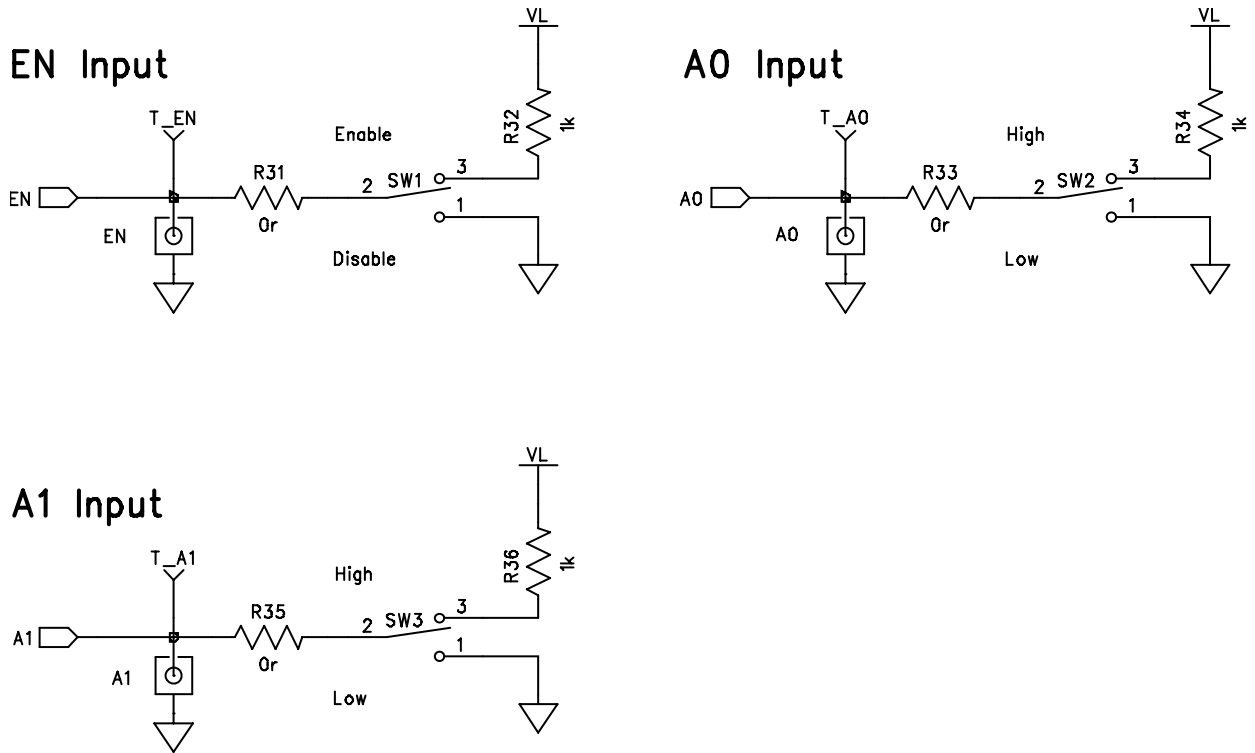 EN Input
VL
R32
1k
T_EN
Enable
R31
0r
2
SW1
3
1
EN
EN
Disable
A0 Input
VL
R34
1k
T_A0
High
R33
0r
2
SW2
3
1
A0
A0
Low
A1 Input
VL
R36
1k
T_A1
High
R35
0r
2
SW3
3
1
A1
A1
Low